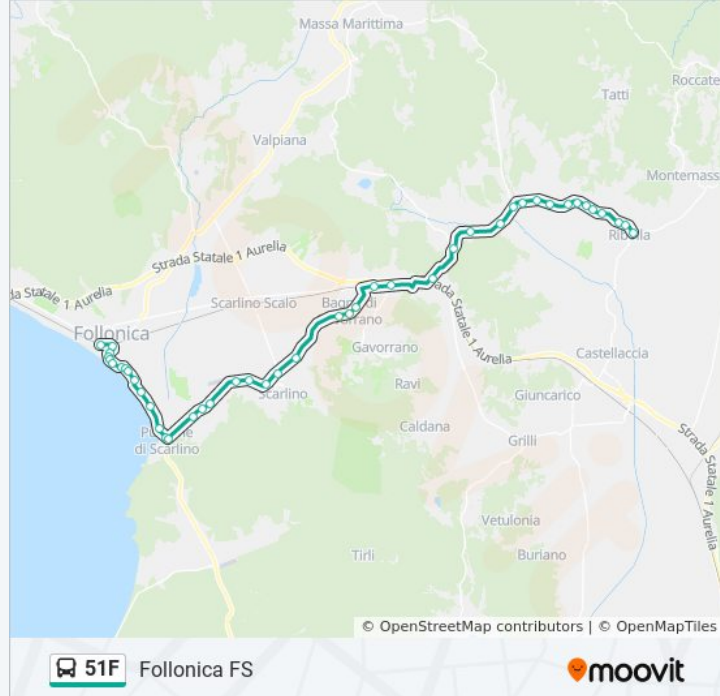 Massa Marittima
Roccate
Tatti
Valpiana
Montemass
Strada Statale 1 Aurelia
da Statale 1 Aurelia
Scarlino Scalo
Follonica
Gavorrano
Strada Statale 1 Aurelia
Castellaccia
Scarlino
Ravi
Giuncarico
Caldana
Grilli
di Scarlino
Strada Statale 1 Aurelia
Vetulonia
Tirli
Buriano
© OpenStreetMap contributors | © OpenMapTiles
51F Follonica FS
moovit